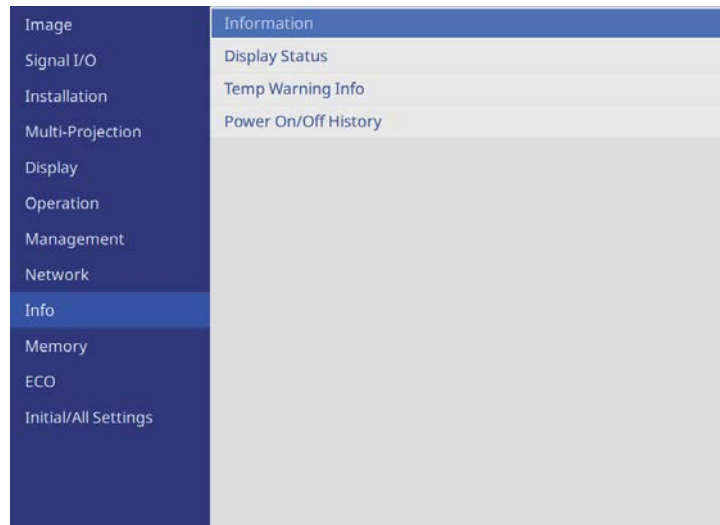 Image
Signal I/O
Installation
Multi-Projection
Display
Operation
Management
Network
Info
Memory
ECO
Initial/All Settings
Information
Display Status
Temp Warning Info
Power On/Off History